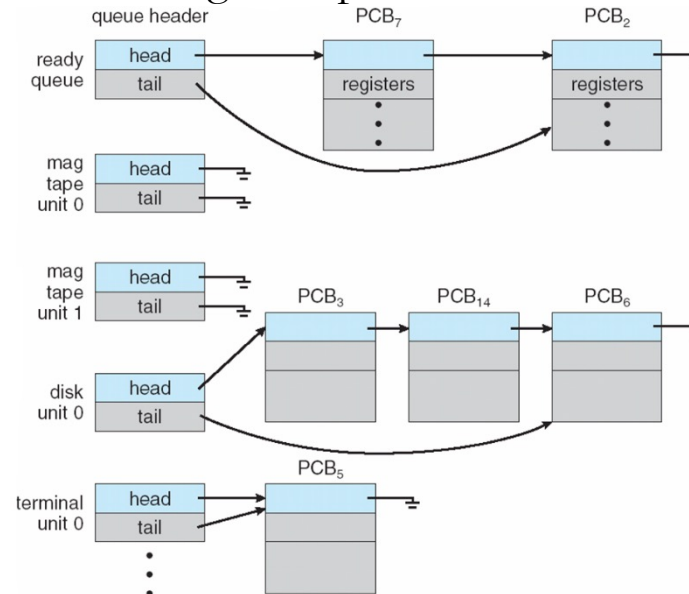 queue header PCB7 PCB2
ready queue
head
tail
registers
registers
mag tape unit 0
head
tail
mag tape unit 1
head
tail
PCB3 PCB14 PCB6
disk unit 0
head
tail
PCB5
terminal unit 0
head
tail